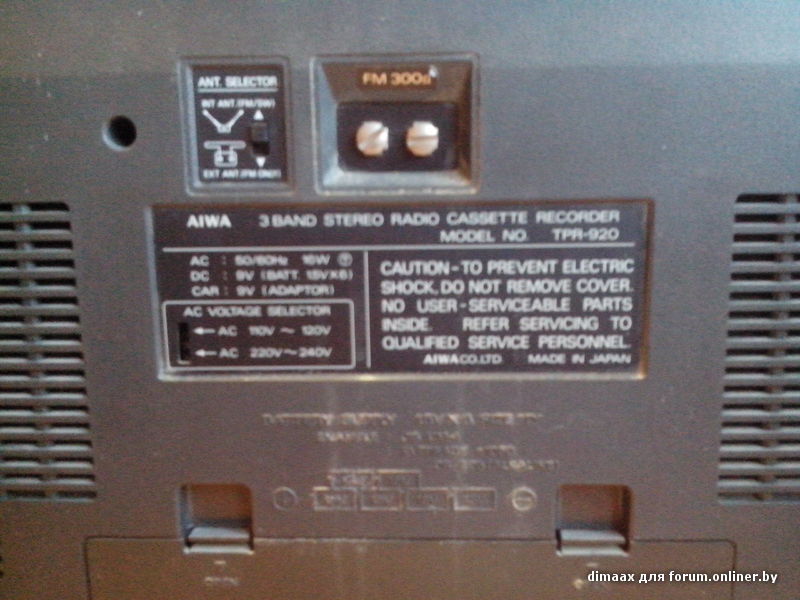 ANT. SELECTOR
INT ANT.(FM/SW)
EXT ANT.(FM ONLY)
FM 300Ω
AIWA 3 BAND STEREO RADIO CASSETTE RECORDER
MODEL NO. TPR-920
AC : 50/60Hz 16W
DC : 9V (BATT. 1.5V×6)
CAR : 9V (ADAPTOR)
AC VOLTAGE SELECTOR
← AC 110V ~ 120V
← AC 220V ~ 240V
CAUTION - TO PREVENT ELECTRIC
SHOCK, DO NOT REMOVE COVER.
NO USER - SERVICEABLE PARTS
INSIDE. REFER SERVICING TO
QUALIFIED SERVICE PERSONNEL.
AIWA CO.LTD MADE IN JAPAN
BATTERY SUPPLY
dimaax для forum.onliner.by